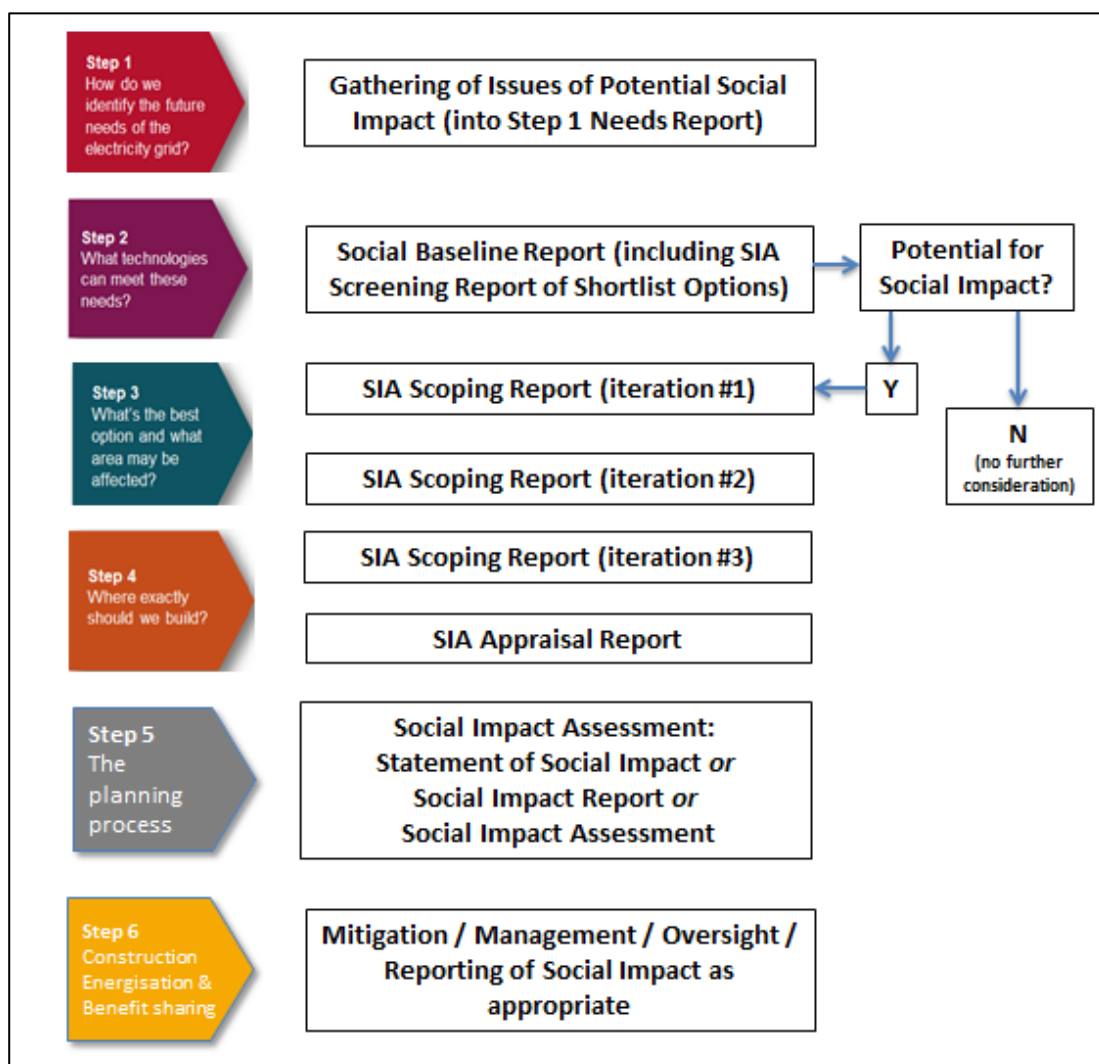 Step 1
How do we
identify the future
needs of the
electricity grid?
Gathering of Issues of Potential Social
Impact (into Step 1 Needs Report)
Step 2
What technologies
can meet these
needs?
Social Baseline Report (including SIA
Screening Report of Shortlist Options)
Potential for
Social Impact?
Step 3
What's the best
option and what
area may be
affected?
SIA Scoping Report (iteration #1)
Y
N
(no further
consideration)
SIA Scoping Report (iteration #2)
Step 4
Where exactly
should we build?
SIA Scoping Report (iteration #3)
SIA Appraisal Report
Step 5
The
planning
process
Social Impact Assessment:
Statement of Social Impact or
Social Impact Report or
Social Impact Assessment
Step 6
Construction
Energisation &
Benefit sharing
Mitigation / Management / Oversight /
Reporting of Social Impact as
appropriate